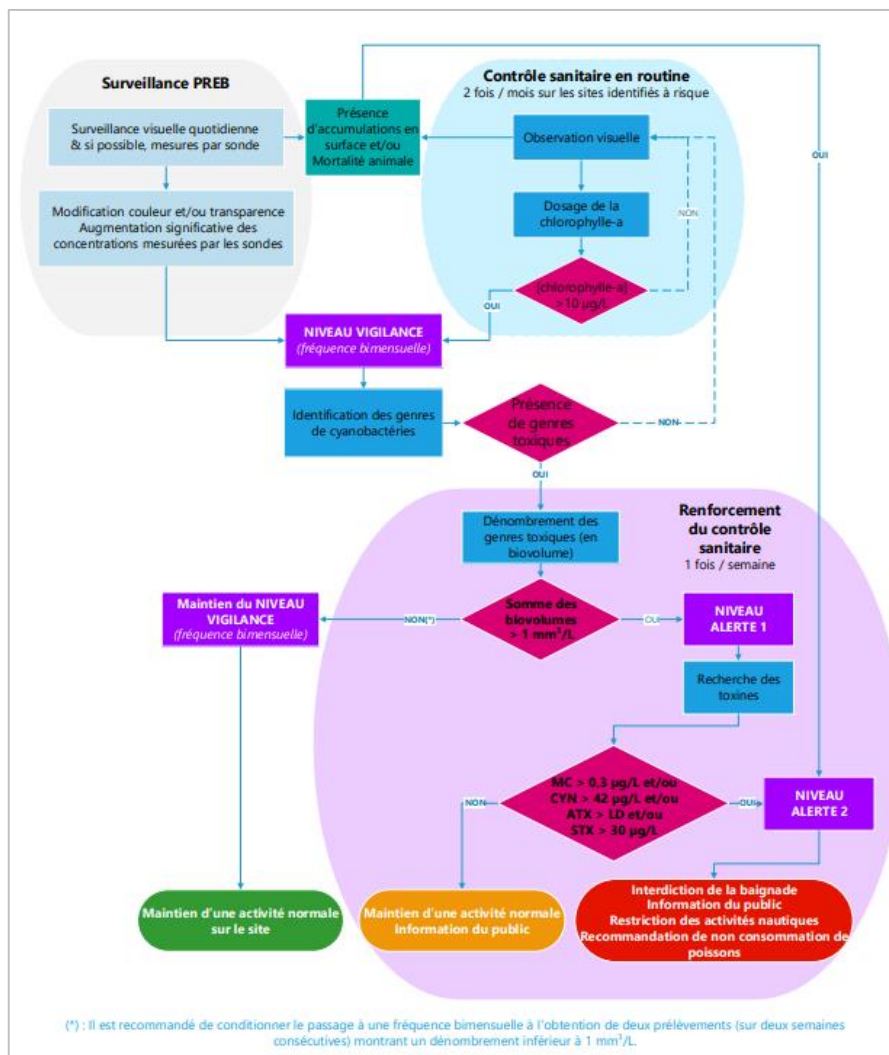 Surveillance PREB
Surveillance visuelle quotidienne
& si possible, mesures par sonde
Modification couleur et/ou transparence
Augmentation significative des
concentrations mesurées par les sondes
Présence
d'accumulations en
surface et/ou
Mortalité animale
Contrôle sanitaire en routine
2 fois / mois sur les sites identifiés à risque
Observation visuelle
Dosage de la
chlorophylle-a
[chlorophylle-a]
>10 µg/L
NON
OUI
OUI
NIVEAU VIGILANCE
(fréquence bimensuelle)
Identification des genres
de cyanobactéries
Présence
de genres
toxiques
NON
OUI
Renforcement
du contrôle
sanitaire
1 fois / semaine
Dénombrement des
genres toxiques (en
biovolume)
Somme des
biovolumes
> 1 mm³/L
NON(*)
OUI
Maintien du NIVEAU
VIGILANCE
(fréquence bimensuelle)
NIVEAU
ALERTE 1
Recherche des
toxines
MC > 0,3 µg/L et/ou
CYN > 42 µg/L et/ou
ATX > LD et/ou
STX > 30 µg/L
NON
OUI
NIVEAU
ALERTE 2
Maintien d'une activité normale
sur le site
Maintien d'une activité normale
Information du public
Interdiction de la baignade
Information du public
Restriction des activités nautiques
Recommandation de non consommation de
poissons
(*) : Il est recommandé de conditionner le passage à une fréquence bimensuelle à l'obtention de deux prélèvements (sur deux semaines
consécutives) montrant un dénombrement inférieur à 1 mm³/L.